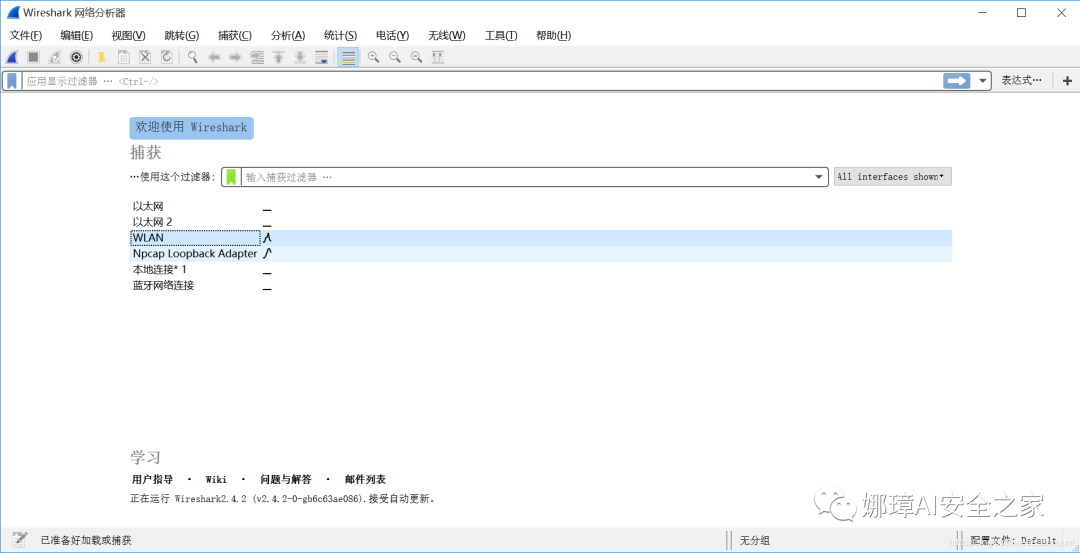 Wireshark 网络分析器
文件(F) 编辑(E) 视图(V) 跳转(G) 捕获(C) 分析(A) 统计(S) 电话(Y) 无线(W) 工具(T) 帮助(H)
应用显示过滤器 … <Ctrl-/> 表达式… +
欢迎使用 Wireshark
捕获
…使用这个过滤器: 输入捕获过滤器 … All interfaces shown
以太网
以太网 2
WLAN
Npcap Loopback Adapter
本地连接* 1
蓝牙网络连接
学习
用户指导 · Wiki · 问题与解答 · 邮件列表
正在运行 Wireshark2.4.2 (v2.4.2-0-gb6c63ae086).接受自动更新。
娜璋AI安全之家
已准备好加载或捕获 无分组 配置文件: Default